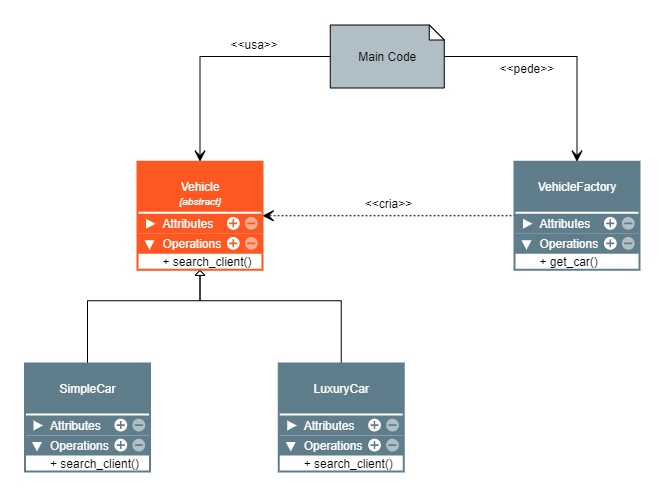 Main Code
<<usa>>
<<pede>>
Vehicle
{abstract}
Attributes
Operations
+ search_client()
<<cria>>
VehicleFactory
Attributes
Operations
+ get_car()
SimpleCar
Attributes
Operations
+ search_client()
LuxuryCar
Attributes
Operations
+ search_client()